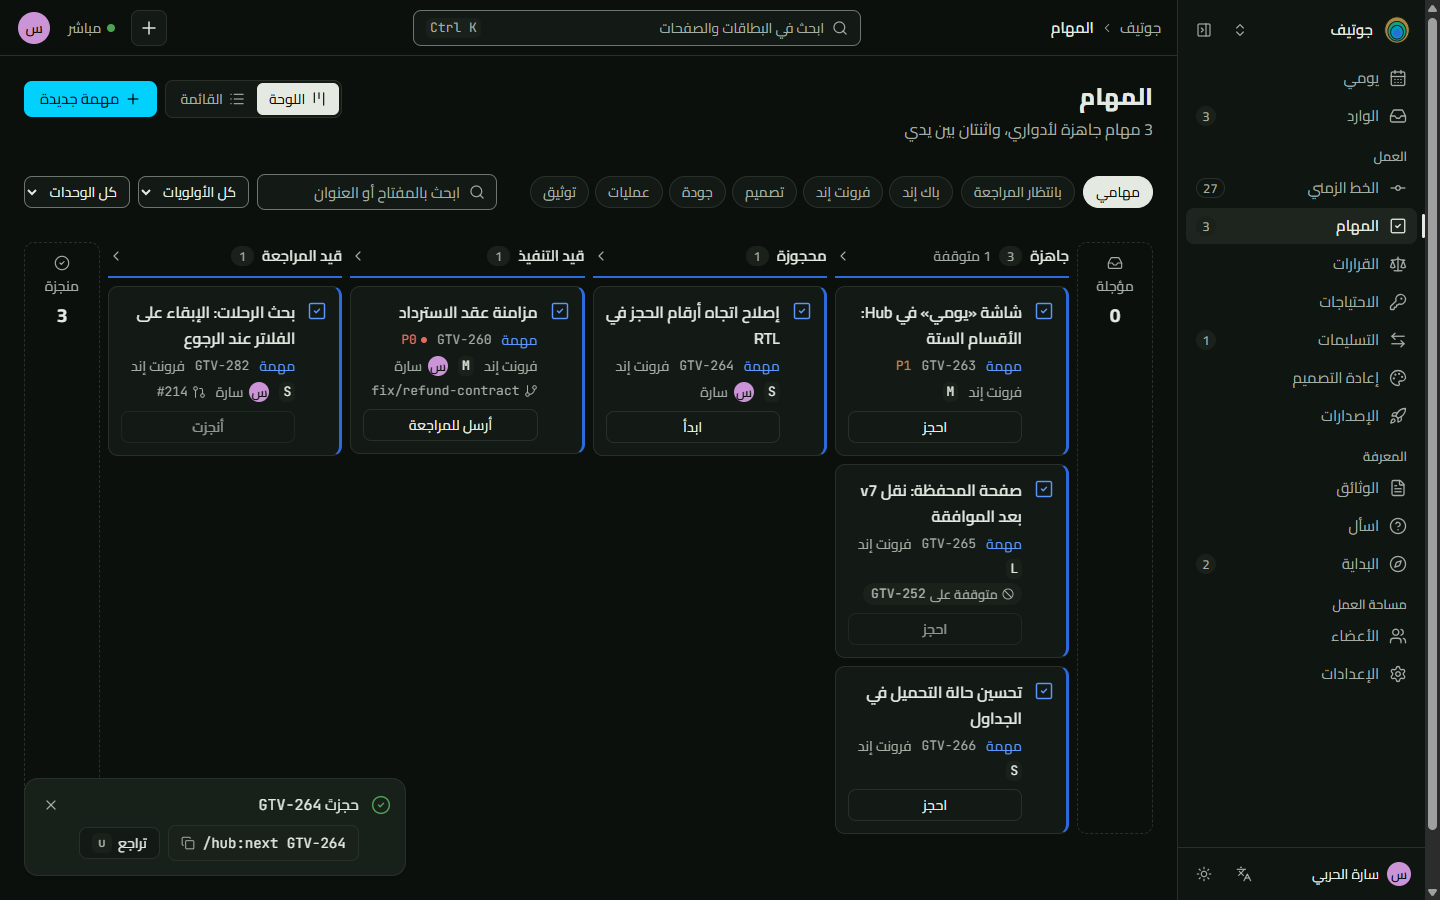 جوتيف
يومي
الوارد 3
العمل
الخط الزمني 27
المهام 3
القرارات
الاحتياجات
التسليمات 1
إعادة التصميم
الإصدارات
المعرفة
الوثائق
اسأل
البداية 2
مساحة العمل
الأعضاء
الإعدادات
س سارة الحربي
جوتيف المهام
ابحث في البطاقات والصفحات Ctrl K
مباشر
س
المهام
3 مهام جاهزة لأدواري، واثنتان بين يدي
اللوحة القائمة
مهمة جديدة
مهامي بانتظار المراجعة باك إند فرونت إند تصميم جودة عمليات توثيق
ابحث بالمفتاح أو العنوان
كل الأولويات
كل الوحدات
مؤجلة
0
جاهزة 3 1 متوقفة
شاشة «يومي» في Hub:
الأقسام الستة
مهمة GTV-263 P1
فرونت إند M
احجز
صفحة المحفظة: نقل v7
بعد الموافقة
مهمة GTV-265 فرونت إند
L
متوقفة على GTV-252
احجز
تحسين حالة التحميل في
الجداول
مهمة GTV-266 فرونت إند
S
احجز
محجوزة 1
إصلاح اتجاه أرقام الحجز في
RTL
مهمة GTV-264 فرونت إند
S س سارة
ابدأ
قيد التنفيذ 1
مزامنة عقد الاسترداد
مهمة GTV-260 P0
فرونت إند M س سارة
fix/refund-contract
أرسل للمراجعة
قيد المراجعة 1
بحث الرحلات: الإبقاء على
الفلاتر عند الرجوع
مهمة GTV-282 فرونت إند
S س سارة #214
أنجزت
منجزة
3
حجزت GTV-264
/hub:next GTV-264
تراجع U